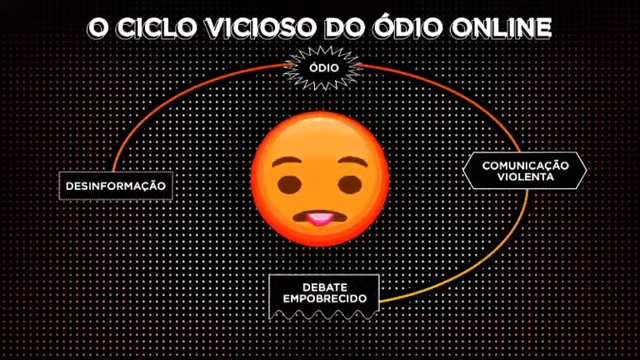 O CICLO VICIOSO DO ÓDIO ONLINE
ÓDIO
DESINFORMAÇÃO
COMUNICAÇÃO
VIOLENTA
DEBATE
EMPOBRECIDO